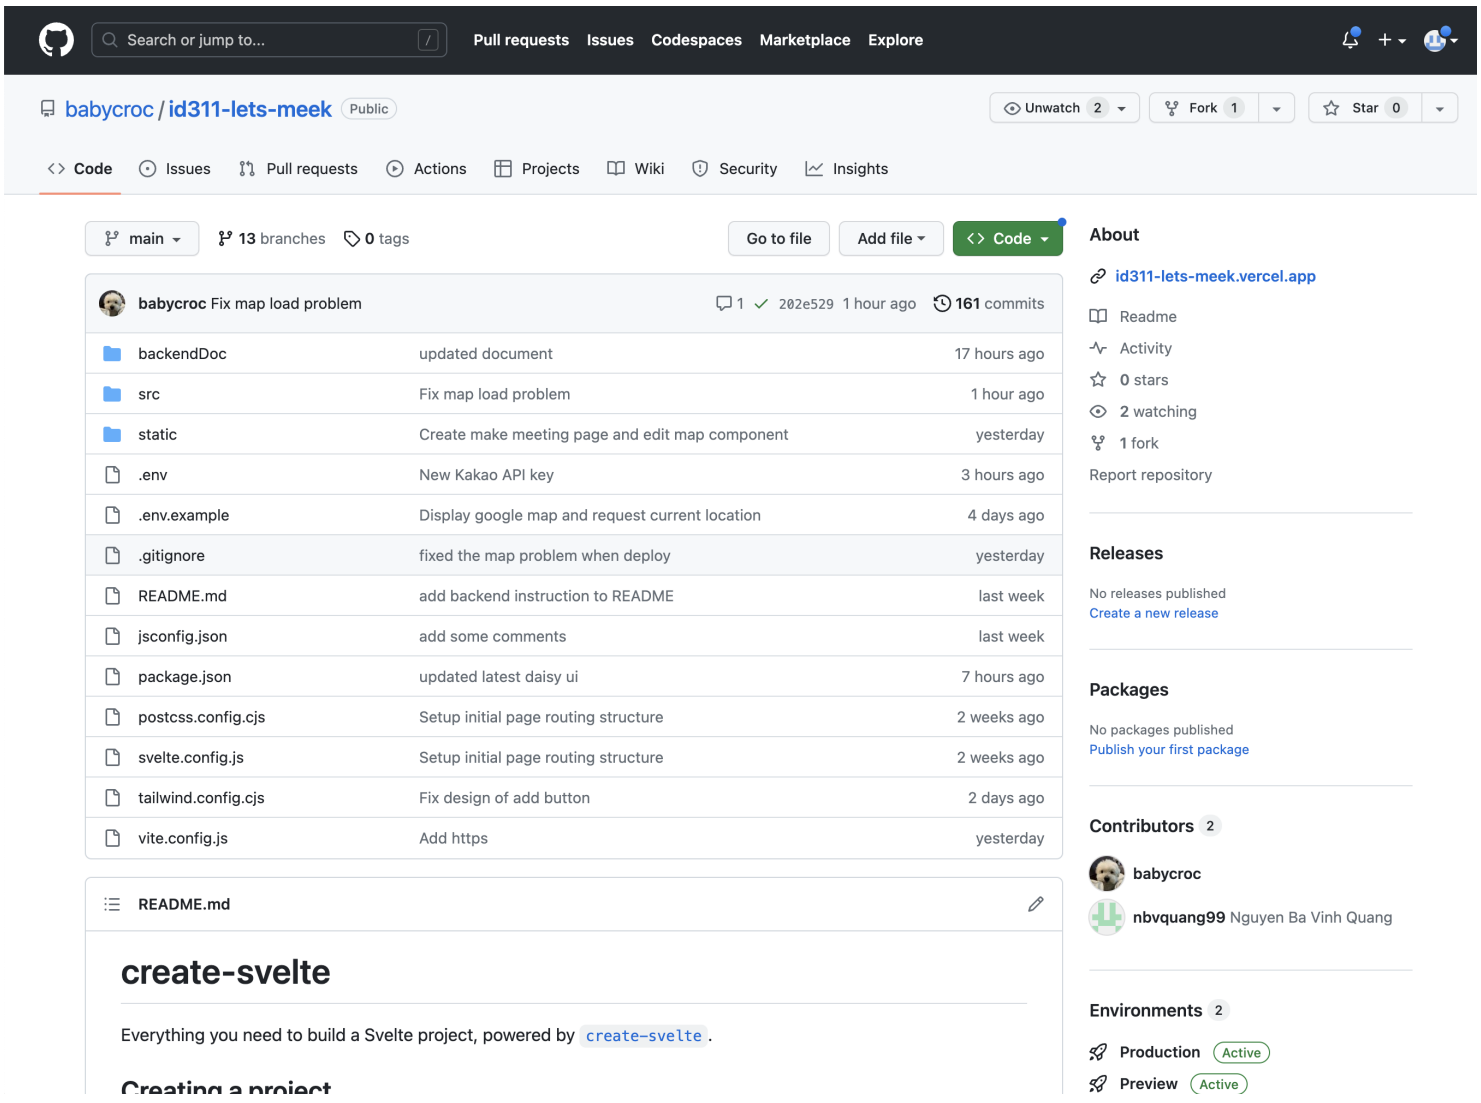 Search or jump to... /
Pull requests Issues Codespaces Marketplace Explore
babycroc / id311-lets-meek Public
Unwatch 2 Fork 1 Star 0
Code Issues Pull requests Actions Projects Wiki Security Insights
main 13 branches 0 tags Go to file Add file Code
babycroc Fix map load problem 1 202e529 1 hour ago 161 commits
backendDoc updated document 17 hours ago
src Fix map load problem 1 hour ago
static Create make meeting page and edit map component yesterday
.env New Kakao API key 3 hours ago
.env.example Display google map and request current location 4 days ago
.gitignore fixed the map problem when deploy yesterday
README.md add backend instruction to README last week
jsconfig.json add some comments last week
package.json updated latest daisy ui 7 hours ago
postcss.config.cjs Setup initial page routing structure 2 weeks ago
svelte.config.js Setup initial page routing structure 2 weeks ago
tailwind.config.cjs Fix design of add button 2 days ago
vite.config.js Add https yesterday
README.md
create-svelte
Everything you need to build a Svelte project, powered by create-svelte.
Creating a project
About
id311-lets-meek.vercel.app
Readme
Activity
0 stars
2 watching
1 fork
Report repository
Releases
No releases published
Create a new release
Packages
No packages published
Publish your first package
Contributors 2
babycroc
nbvquang99 Nguyen Ba Vinh Quang
Environments 2
Production Active
Preview Active